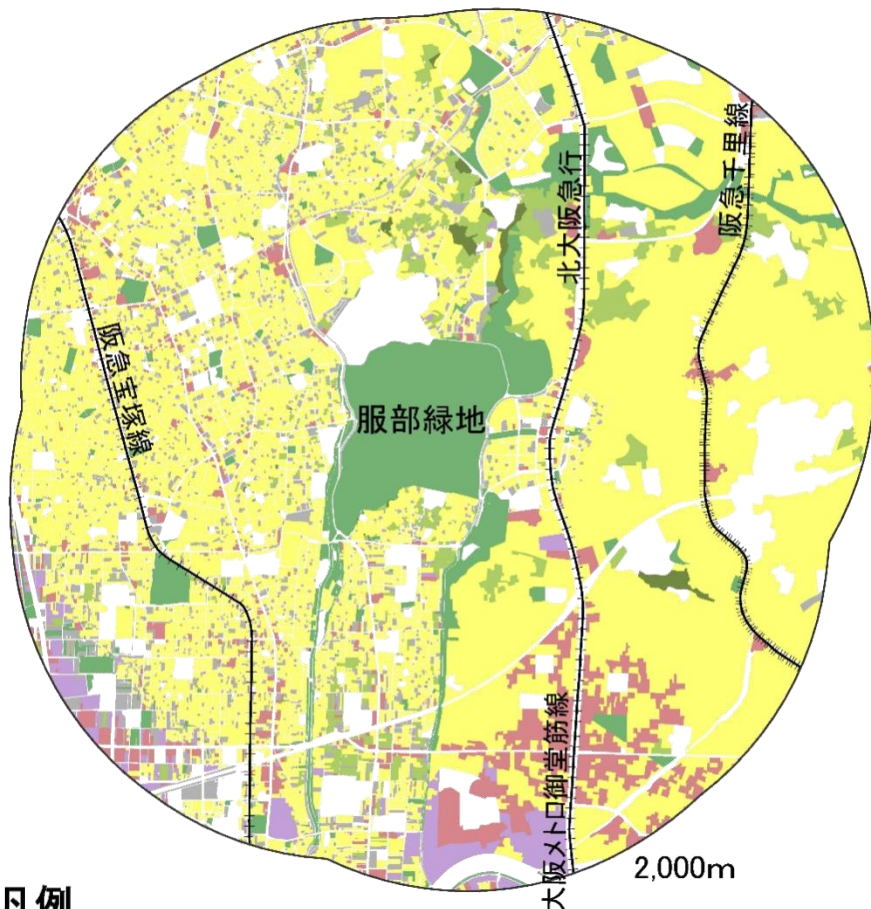 北大阪急行
阪急千里線
阪急宝塚線
服部緑地
大阪メトロ御堂筋線
2,000m
凡例